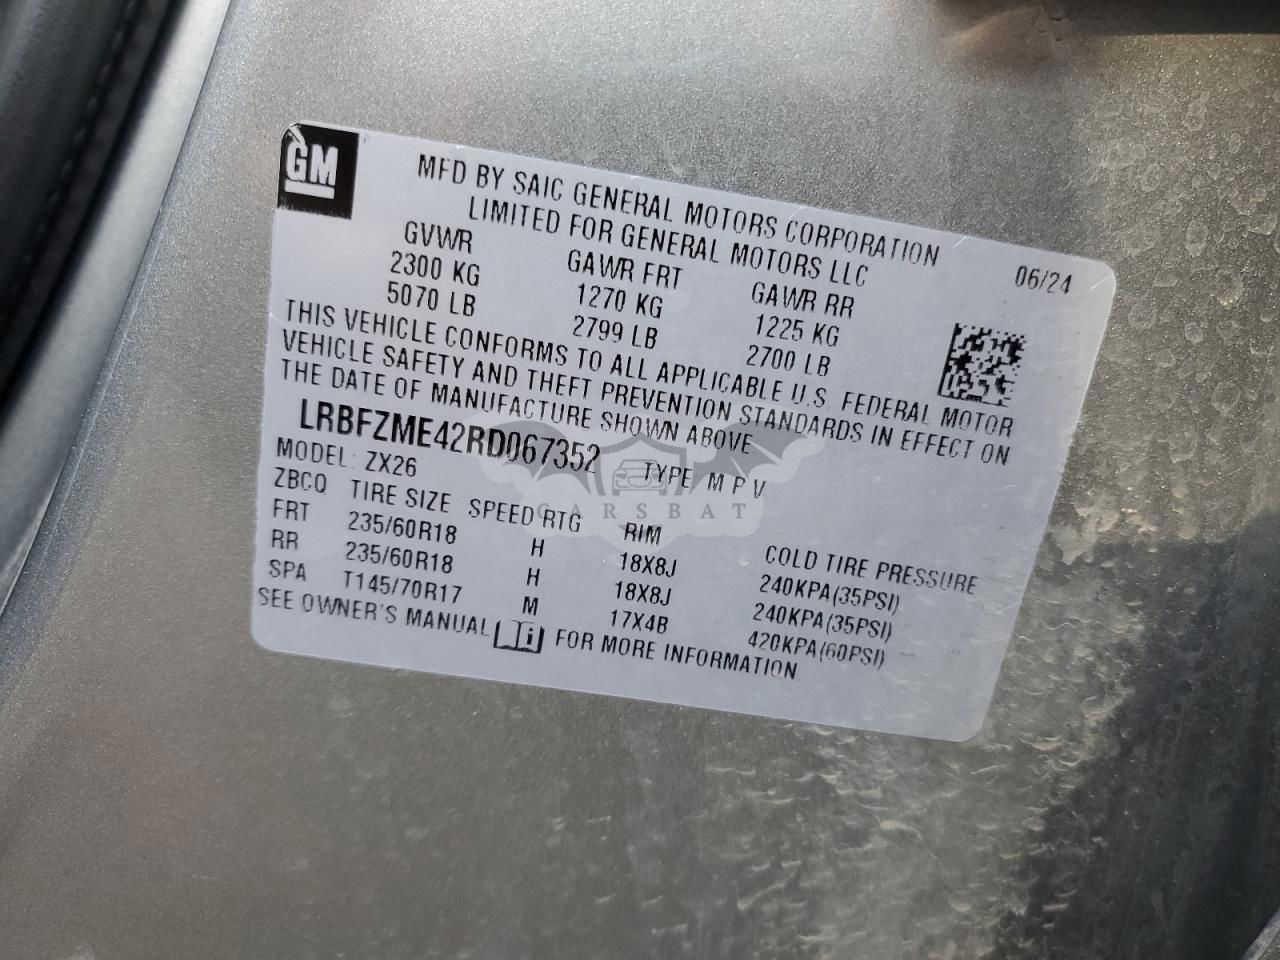 GM
MFD BY SAIC GENERAL MOTORS CORPORATION
LIMITED FOR GENERAL MOTORS LLC
06/24
GVWR GAWR FRT GAWR RR
2300 KG 1270 KG 1225 KG
5070 LB 2799 LB 2700 LB
THIS VEHICLE CONFORMS TO ALL APPLICABLE U.S. FEDERAL MOTOR
VEHICLE SAFETY AND THEFT PREVENTION STANDARDS IN EFFECT ON
THE DATE OF MANUFACTURE SHOWN ABOVE
LRBFZME42RD067352 TYPE M P V
MODEL: ZX26
ZBCQ TIRE SIZE SPEED RTG RIM COLD TIRE PRESSURE
FRT 235/60R18 H 18X8J 240KPA(35PSI)
RR 235/60R18 H 18X8J 240KPA(35PSI)
SPA T145/70R17 M 17X4B 420KPA(60PSI)
SEE OWNER'S MANUAL FOR MORE INFORMATION
CARSBAT